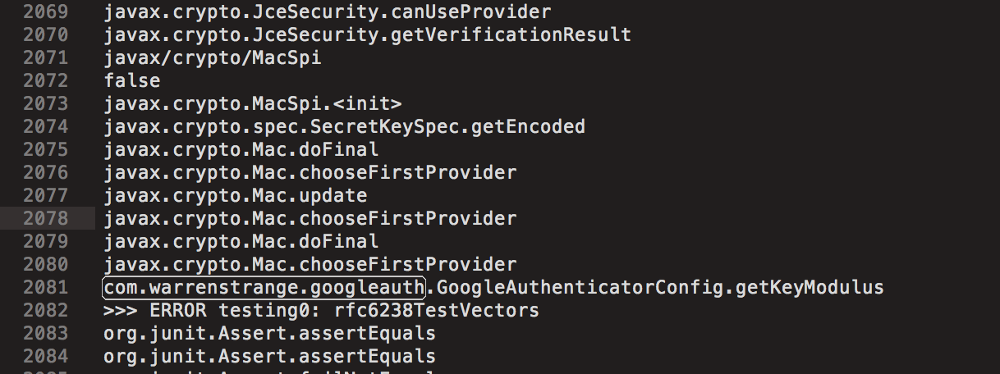 2069 javax.crypto.JceSecurity.canUseProvider
2070 javax.crypto.JceSecurity.getVerificationResult
2071 javax/crypto/MacSpi
2072 false
2073 javax.crypto.MacSpi.<init>
2074 javax.crypto.spec.SecretKeySpec.getEncoded
2075 javax.crypto.Mac.doFinal
2076 javax.crypto.Mac.chooseFirstProvider
2077 javax.crypto.Mac.update
2078 javax.crypto.Mac.chooseFirstProvider
2079 javax.crypto.Mac.doFinal
2080 javax.crypto.Mac.chooseFirstProvider
2081 com.warrenstrange.googleauth.GoogleAuthenticatorConfig.getKeyModulus
2082 >>> ERROR testing0: rfc6238TestVectors
2083 org.junit.Assert.assertEquals
2084 org.junit.Assert.assertEquals